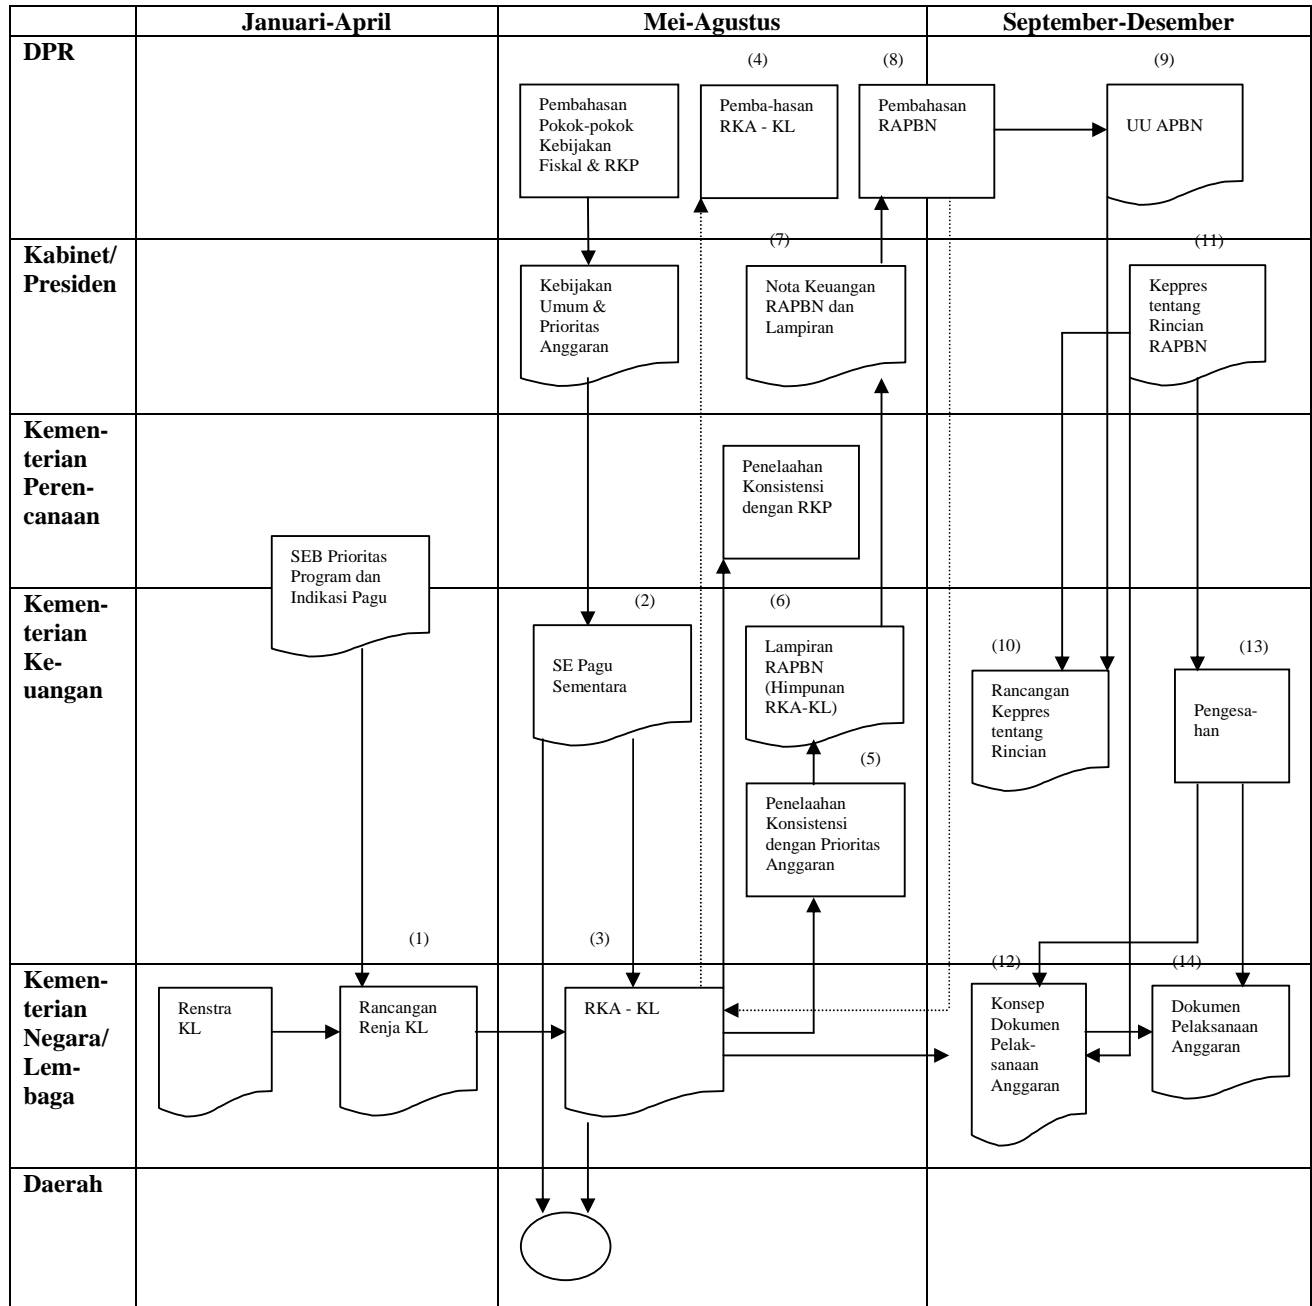 Januari-April
Mei-Agustus
September-Desember
DPR
(4)
(8)
(9)
Pembahasan
Pokok-pokok
Kebijakan
Fiskal & RKP
Pemba-hasan
RKA - KL
Pembahasan
RAPBN
UU APBN
Kabinet/
Presiden
(7)
(11)
Kebijakan
Umum &
Prioritas
Anggaran
Nota Keuangan
RAPBN dan
Lampiran
Keppres
tentang
Rincian
RAPBN
Kemen-
terian
Peren-
canaan
Penelaahan
Konsistensi
dengan RKP
SEB Prioritas
Program dan
Indikasi Pagu
Kemen-
terian
Ke-
uangan
(2)
(6)
(10)
(13)
SE Pagu
Sementara
Lampiran
RAPBN
(Himpunan
RKA-KL)
Rancangan
Keppres
tentang
Rincian
Pengesa-
han
(5)
Penelaahan
Konsistensi
dengan Prioritas
Anggaran
(1)
(3)
Kemen-
terian
Negara/
Lem-
baga
(12)
(14)
Renstra
KL
Rancangan
Renja KL
RKA - KL
Konsep
Dokumen
Pelak-
sanaan
Anggaran
Dokumen
Pelaksanaan
Anggaran
Daerah